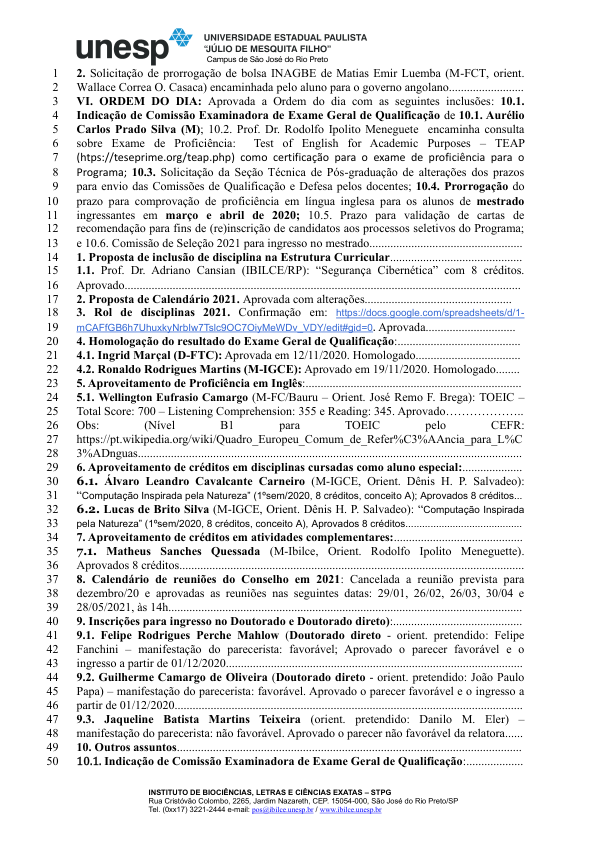 unesp
UNIVERSIDADE ESTADUAL PAULISTA
“JÚLIO DE MESQUITA FILHO”
Campus de São José do Rio Preto
1 2. Solicitação de prorrogação de bolsa INAGBE de Matias Emir Luemba (M-FCT, orient.
2 Wallace Correa O. Casaca) encaminhada pelo aluno para o governo angolano........................
3 VI. ORDEM DO DIA: Aprovada a Ordem do dia com as seguintes inclusões: 10.1.
4 Indicação de Comissão Examinadora de Exame Geral de Qualificação de 10.1. Aurélio
5 Carlos Prado Silva (M); 10.2. Prof. Dr. Rodolfo Ipolito Meneguete encaminha consulta
6 sobre Exame de Proficiência: Test of English for Academic Purposes – TEAP
7 (htps://teseprime.org/teap.php) como certificação para o exame de proficiência para o
8 Programa; 10.3. Solicitação da Seção Técnica de Pós-graduação de alterações dos prazos
9 para envio das Comissões de Qualificação e Defesa pelos docentes; 10.4. Prorrogação do
10 prazo para comprovação de proficiência em língua inglesa para os alunos de mestrado
11 ingressantes em março e abril de 2020; 10.5. Prazo para validação de cartas de
12 recomendação para fins de (re)inscrição de candidatos aos processos seletivos do Programa;
13 e 10.6. Comissão de Seleção 2021 para ingresso no mestrado..................................................
14 1. Proposta de inclusão de disciplina na Estrutura Curricular...........................................
15 1.1. Prof. Dr. Adriano Cansian (IBILCE/RP): “Segurança Cibernética” com 8 créditos.
16 Aprovado..................................................................................................................................
17 2. Proposta de Calendário 2021. Aprovada com alterações................................................
18 3. Rol de disciplinas 2021. Confirmação em: https://docs.google.com/spreadsheets/d/1-
19 mCAFfGB6h7UhuxkyNrblw7Tslc9OC7OiyMeWDv_VDY/edit#gid=0. Aprovada.............................
20 4. Homologação do resultado do Exame Geral de Qualificação:........................................
21 4.1. Ingrid Marçal (D-FTC): Aprovada em 12/11/2020. Homologado..................................
22 4.2. Ronaldo Rodrigues Martins (M-IGCE): Aprovado em 19/11/2020. Homologado........
23 5. Aproveitamento de Proficiência em Inglês:......................................................................
24 5.1. Wellington Eufrasio Camargo (M-FC/Bauru – Orient. José Remo F. Brega): TOEIC –
25 Total Score: 700 – Listening Comprehension: 355 e Reading: 345. Aprovado………………..
26 Obs: (Nível B1 para TOEIC pelo CEFR:
27 https://pt.wikipedia.org/wiki/Quadro_Europeu_Comum_de_Refer%C3%AAncia_para_L%C
28 3%ADnguas..............................................................................................................................
29 6. Aproveitamento de créditos em disciplinas cursadas como aluno especial:...................
30 6.1. Álvaro Leandro Cavalcante Carneiro (M-IGCE, Orient. Dênis H. P. Salvadeo):
31 “Computação Inspirada pela Natureza” (1ºsem/2020, 8 créditos, conceito A); Aprovados 8 créditos...
32 6.2. Lucas de Brito Silva (M-IGCE, Orient. Dênis H. P. Salvadeo): “Computação Inspirada
33 pela Natureza” (1ºsem/2020, 8 créditos, conceito A), Aprovados 8 créditos.......................................
34 7. Aproveitamento de créditos em atividades complementares:..........................................
35 7.1. Matheus Sanches Quessada (M-Ibilce, Orient. Rodolfo Ipolito Meneguette).
36 Aprovados 8 créditos.................................................................................................................
37 8. Calendário de reuniões do Conselho em 2021: Cancelada a reunião prevista para
38 dezembro/20 e aprovadas as reuniões nas seguintes datas: 29/01, 26/02, 26/03, 30/04 e
39 28/05/2021, às 14h....................................................................................................................
40 9. Inscrições para ingresso no Doutorado e Doutorado direto):..........................................
41 9.1. Felipe Rodrigues Perche Mahlow (Doutorado direto - orient. pretendido: Felipe
42 Fanchini – manifestação do parecerista: favorável; Aprovado o parecer favorável e o
43 ingresso a partir de 01/12/2020.................................................................................................
44 9.2. Guilherme Camargo de Oliveira (Doutorado direto - orient. pretendido: João Paulo
45 Papa) – manifestação do parecerista: favorável. Aprovado o parecer favorável e o ingresso a
46 partir de 01/12/2020..................................................................................................................
47 9.3. Jaqueline Batista Martins Teixeira (orient. pretendido: Danilo M. Eler) –
48 manifestação do parecerista: não favorável. Aprovado o parecer não favorável da relatora......
49 10. Outros assuntos................................................................................................................
50 10.1. Indicação de Comissão Examinadora de Exame Geral de Qualificação:...................
INSTITUTO DE BIOCIÊNCIAS, LETRAS E CIÊNCIAS EXATAS – STPG
Rua Cristóvão Colombo, 2265, Jardim Nazareth, CEP. 15054-000, São José do Rio Preto/SP
Tel. (0xx17) 3221-2444 e-mail: pos@ibilce.unesp.br / www.ibilce.unesp.br